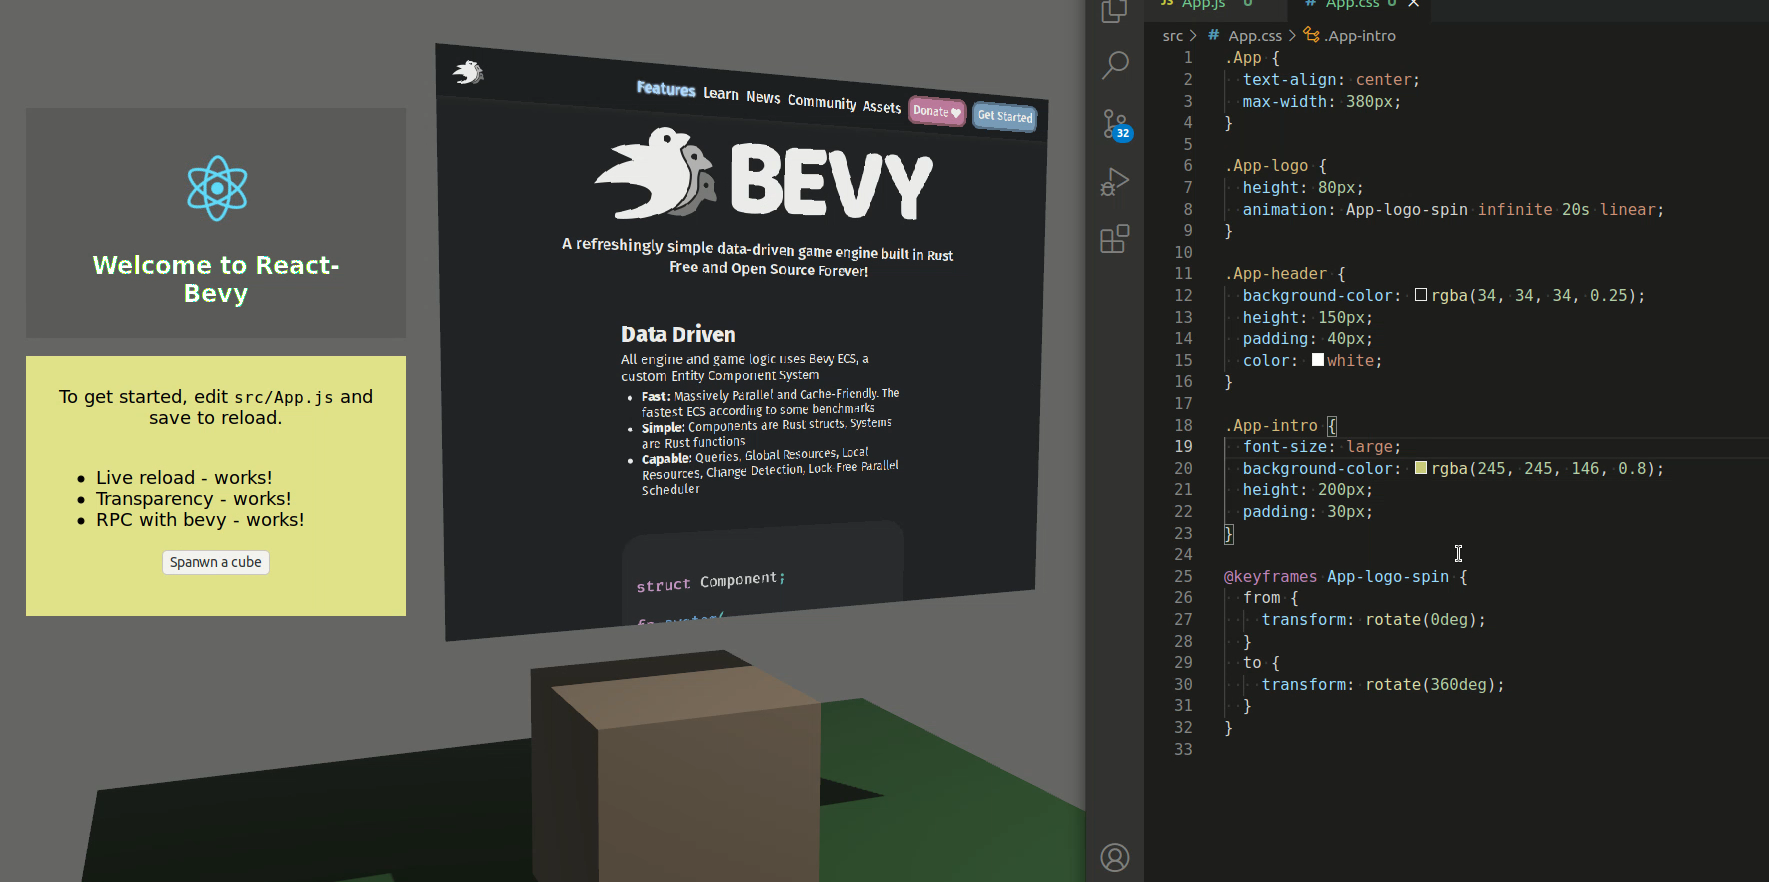 Welcome to React-
Bevy
To get started, edit src/App.js and
save to reload.
Live reload - works!
Transparency - works!
RPC with bevy - works!
Spanwn a cube
Features Learn News Community Assets Donate Get Started
BEVY
A refreshingly simple data-driven game engine built in Rust
Free and Open Source Forever!
Data Driven
All engine and game logic uses Bevy ECS, a
custom Entity Component System
Fast: Massively Parallel and Cache-Friendly. The
fastest ECS according to some benchmarks
Simple: Components are Rust structs, Systems
are Rust functions
Capable: Queries, Global Resources, Local
Resources, Change Detection, Lock-Free Parallel
Scheduler
struct Component;
32
JS App.js U # App.css U
src > # App.css > .App-intro
1 .App {
2 text-align: center;
3 max-width: 380px;
4 }
5
6 .App-logo {
7 height: 80px;
8 animation: App-logo-spin infinite 20s linear;
9 }
10
11 .App-header {
12 background-color: rgba(34, 34, 34, 0.25);
13 height: 150px;
14 padding: 40px;
15 color: white;
16 }
17
18 .App-intro {
19 font-size: large;
20 background-color: rgba(245, 245, 146, 0.8);
21 height: 200px;
22 padding: 30px;
23 }
24
25 @keyframes App-logo-spin {
26 from {
27 transform: rotate(0deg);
28 }
29 to {
30 transform: rotate(360deg);
31 }
32 }
33